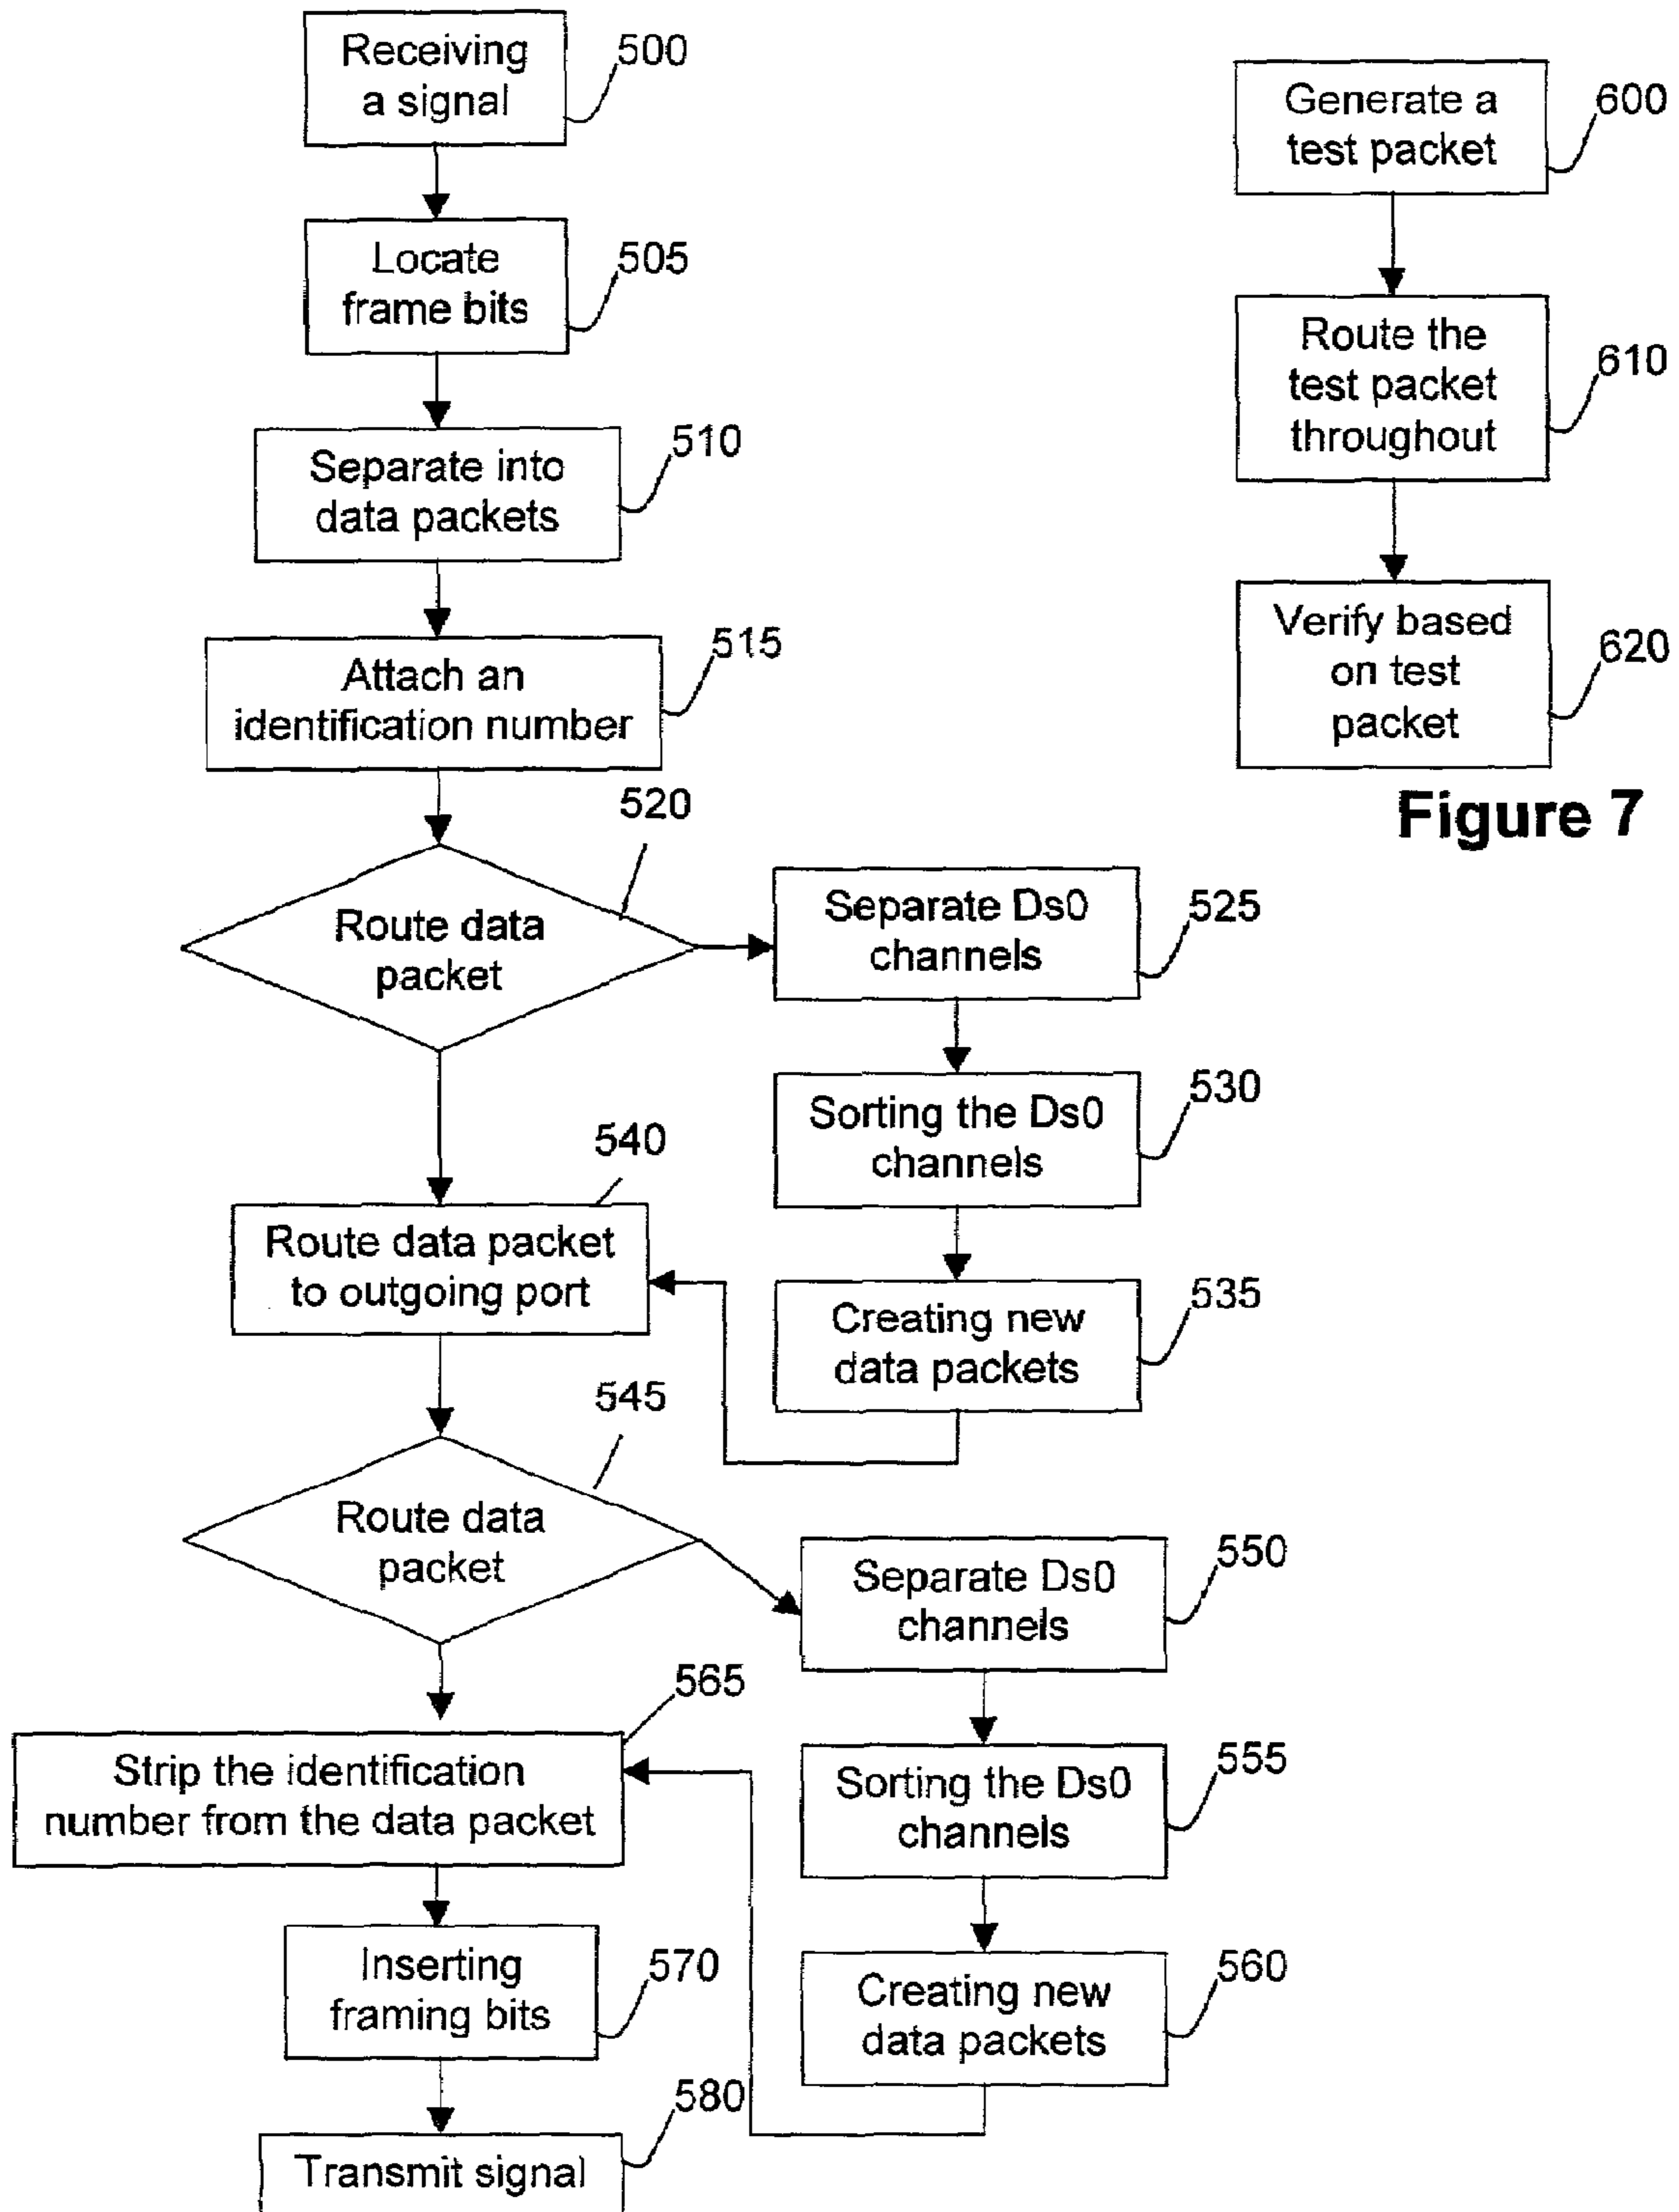 Receiving
a signal
500
Locate
frame bits
505
Separate into
data packets
510
Attach an
identification number
515
520
Route data
packet
Separate Ds0
channels
525
Sorting the Ds0
channels
530
Creating new
data packets
535
540
Route data packet
to outgoing port
545
Route data
packet
Separate Ds0
channels
550
Sorting the Ds0
channels
555
Creating new
data packets
560
565
Strip the identification
number from the data packet
Inserting
framing bits
570
Transmit signal
580
Generate a
test packet
600
Route the
test packet
throughout
610
Verify based
on test
packet
620
Figure 7